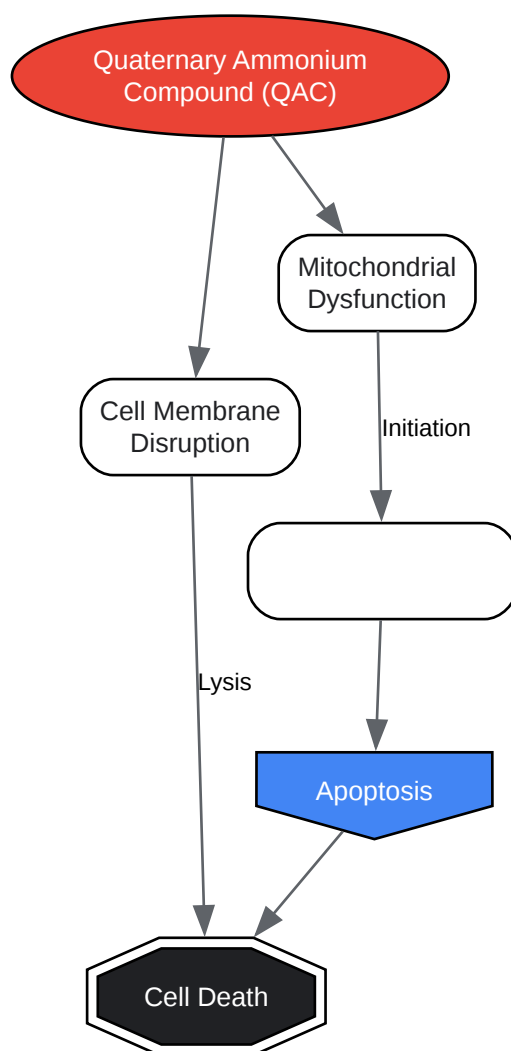 Quaternary Ammonium
Compound (QAC)
Mitochondrial
Dysfunction
Cell Membrane
Disruption
Initiation
Lysis
Apoptosis
Cell Death